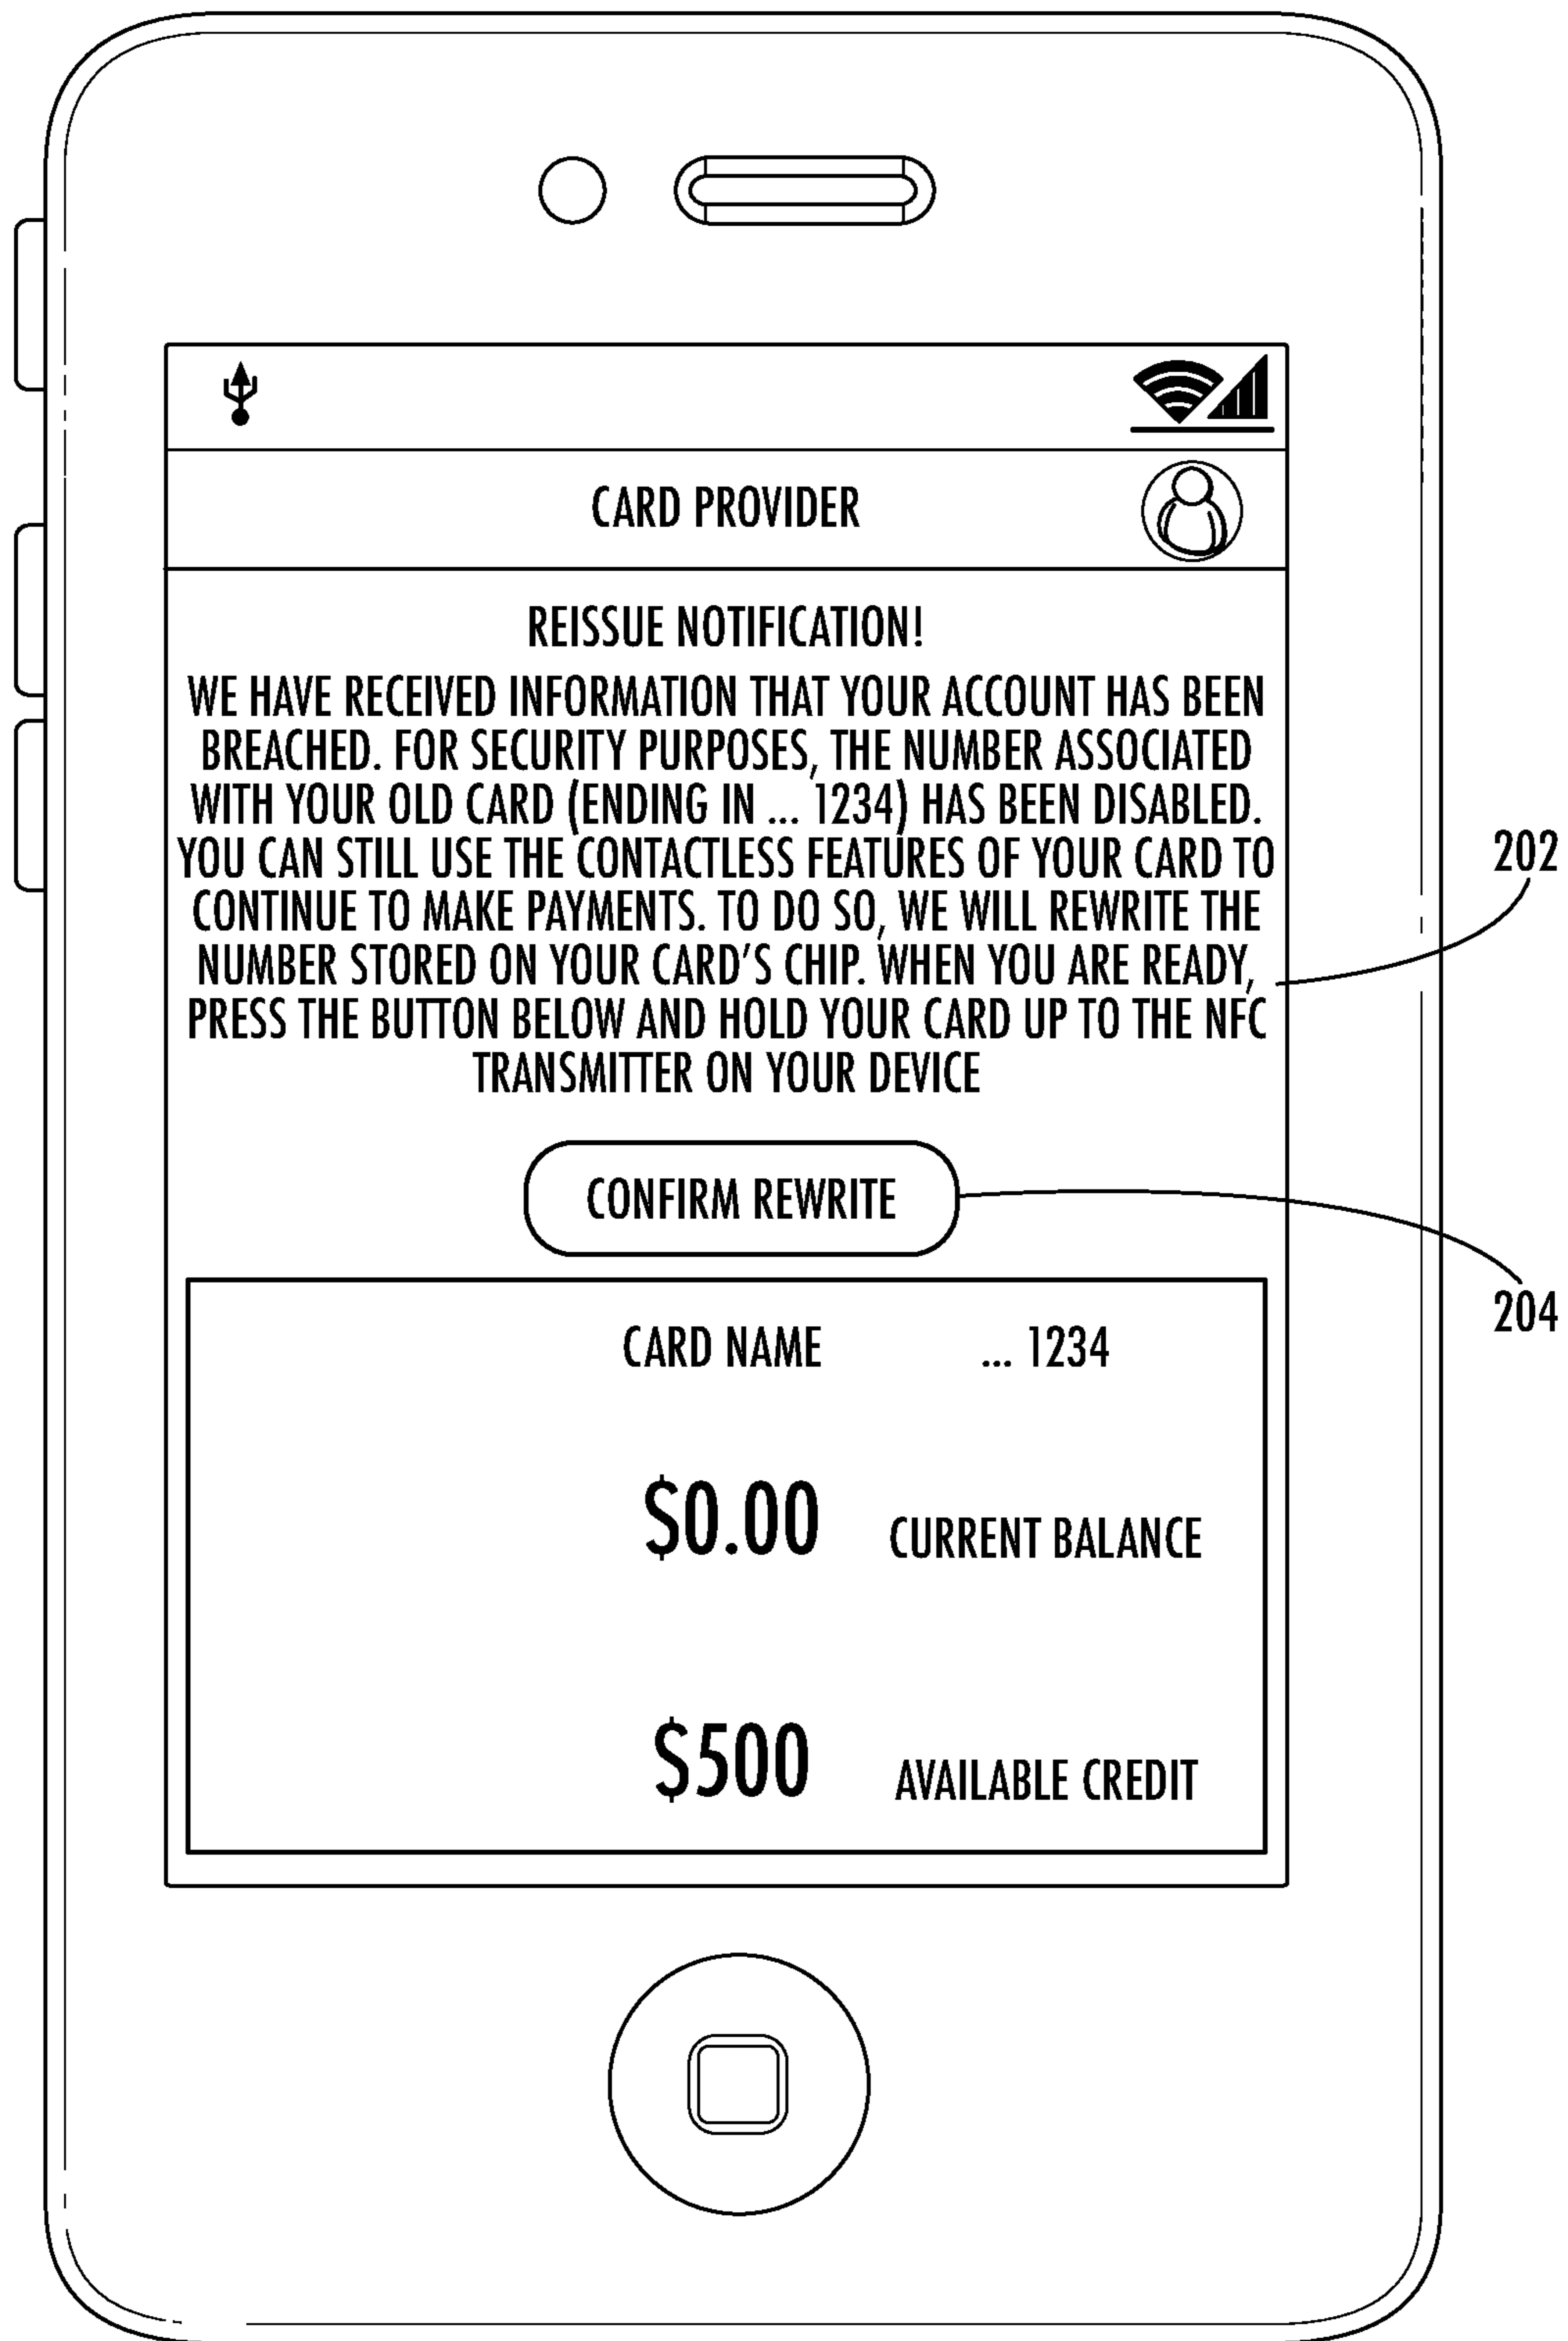 CARD PROVIDER
REISSUE NOTIFICATION!
WE HAVE RECEIVED INFORMATION THAT YOUR ACCOUNT HAS BEEN
BREACHED. FOR SECURITY PURPOSES, THE NUMBER ASSOCIATED
WITH YOUR OLD CARD (ENDING IN ... 1234) HAS BEEN DISABLED.
YOU CAN STILL USE THE CONTACTLESS FEATURES OF YOUR CARD TO
CONTINUE TO MAKE PAYMENTS. TO DO SO, WE WILL REWRITE THE
NUMBER STORED ON YOUR CARD'S CHIP. WHEN YOU ARE READY,
PRESS THE BUTTON BELOW AND HOLD YOUR CARD UP TO THE NFC
TRANSMITTER ON YOUR DEVICE
202
CONFIRM REWRITE
204
CARD NAME ... 1234
$0.00 CURRENT BALANCE
$500 AVAILABLE CREDIT